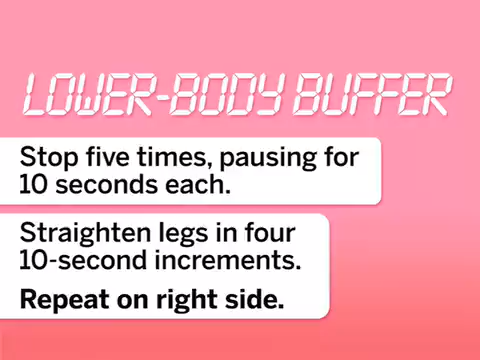 LOWER-BODY BUFFER
Stop five times, pausing for
10 seconds each.
Straighten legs in four
10-second increments.
Repeat on right side.